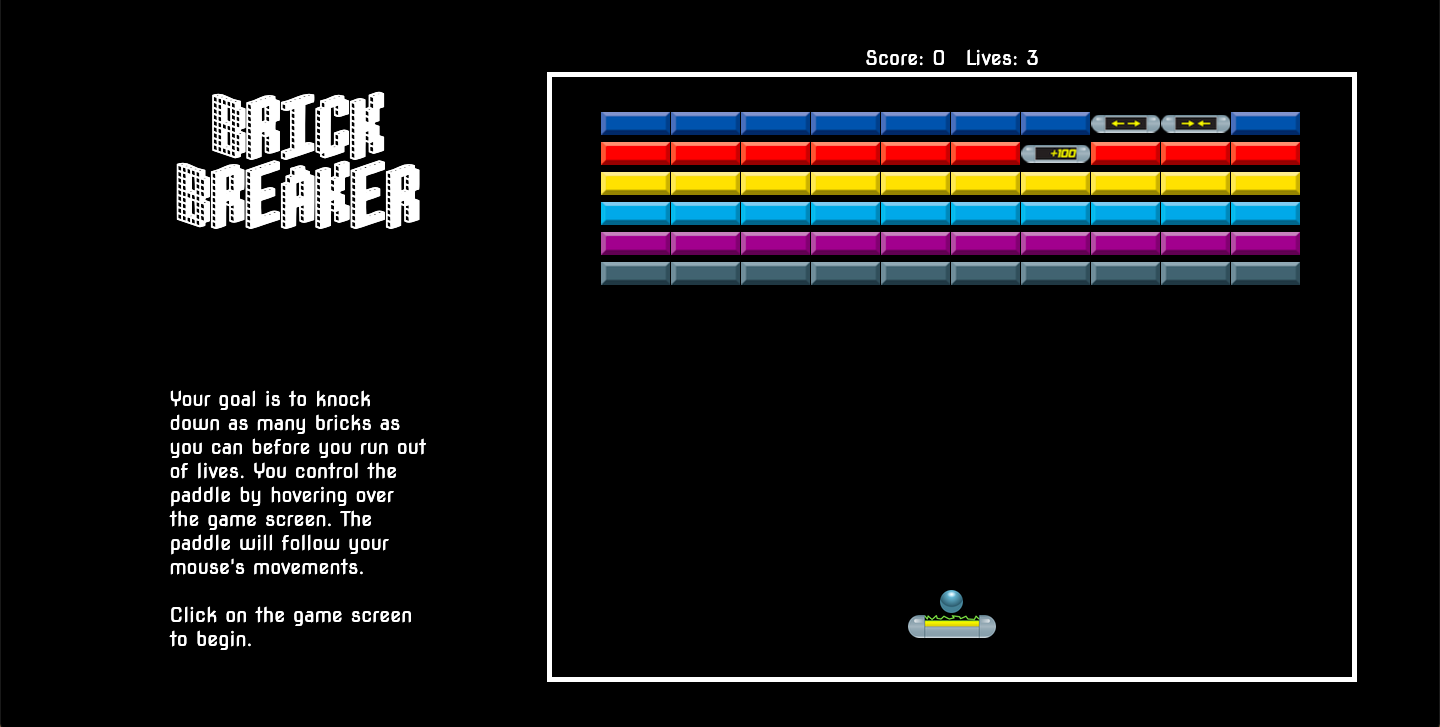 Score: 0 Lives: 3
BRICK
BREAKER
+100
Your goal is to knock
down as many bricks as
you can before you run out
of lives. You control the
paddle by hovering over
the game screen. The
paddle will follow your
mouse's movements.
Click on the game screen
to begin.